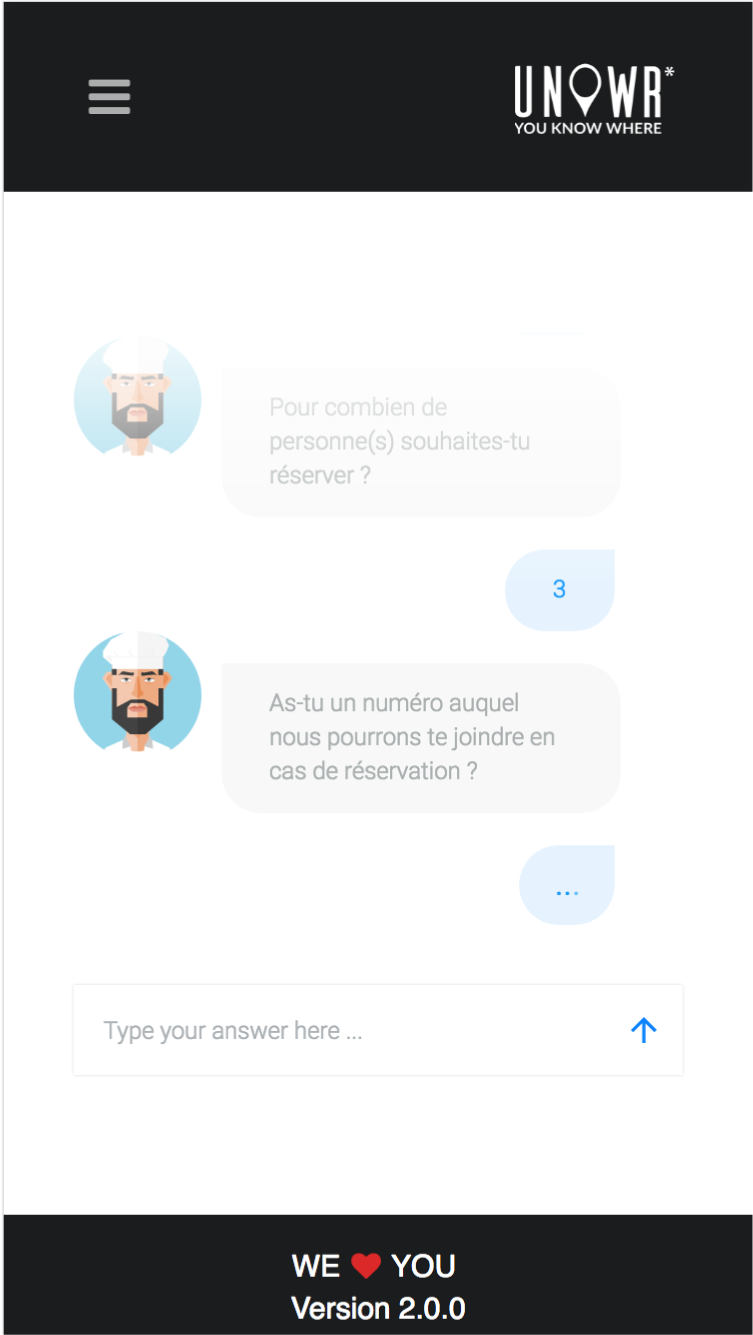 UNOWR*
YOU KNOW WHERE
Pour combien de
personne(s) souhaites-tu
réserver ?
3
As-tu un numéro auquel
nous pourrons te joindre en
cas de réservation ?
...
Type your answer here ...
WE ❤ YOU
Version 2.0.0